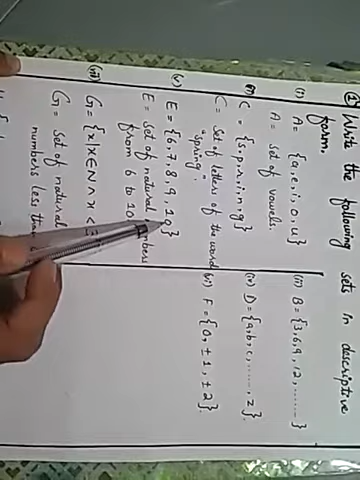 ② Write the following sets in descriptive
form.
(i) A = {a, e, i, o, u}
A = Set of vowels.
(ii) B = {3, 6, 9, 12, ......}
C = {s, p, r, i, n, g}
C = Set of letters of the word
"spring".
(iv) D = {a, b, c, ......, z}.
(v) E = {6, 7, 8, 9, 10}
E = Set of natural numbers
from 6 to 10
(vi) F = {0, ±1, ±2}.
(vii) G = {x | x ∈ N ∧ x <
G = Set of natural
numbers less than